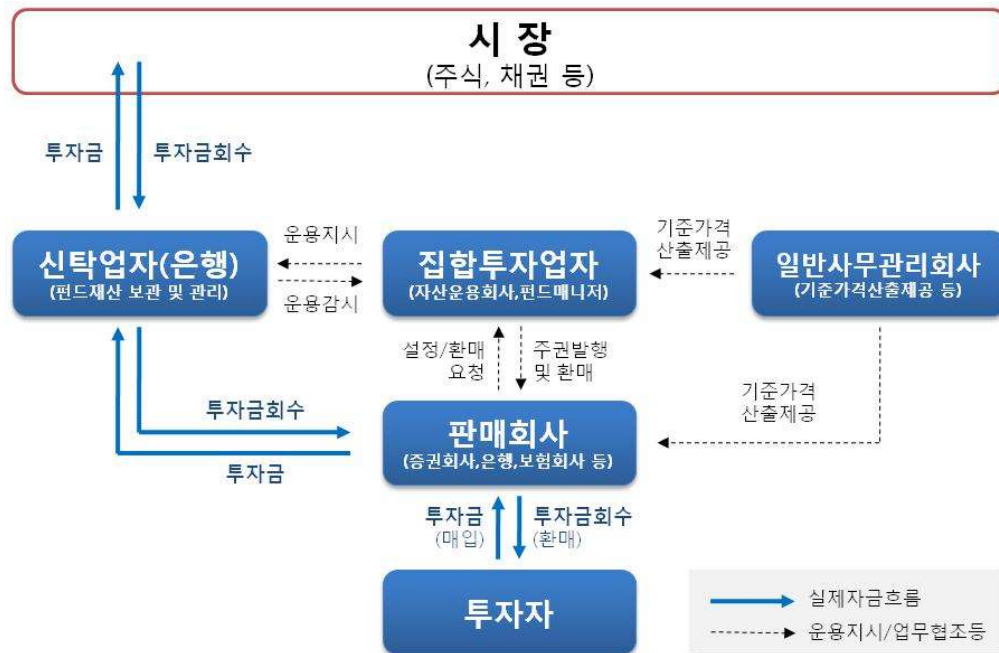 시 장
(주식, 채권 등)
투자금
투자금회수
신탁업자(은행)
(펀드재산 보관 및 관리)
운용지시
운용감시
집합투자업자
(자산운용회사,펀드매니저)
기준가격
산출제공
일반사무관리회사
(기준가격산출제공 등)
설정/환매
요청
주권발행
및 환매
기준가격
산출제공
투자금회수
투자금
판매회사
(증권회사,은행,보험회사 등)
투자금
(매입)
투자금회수
(환매)
투자자
실제자금흐름
운용지시/업무협조등